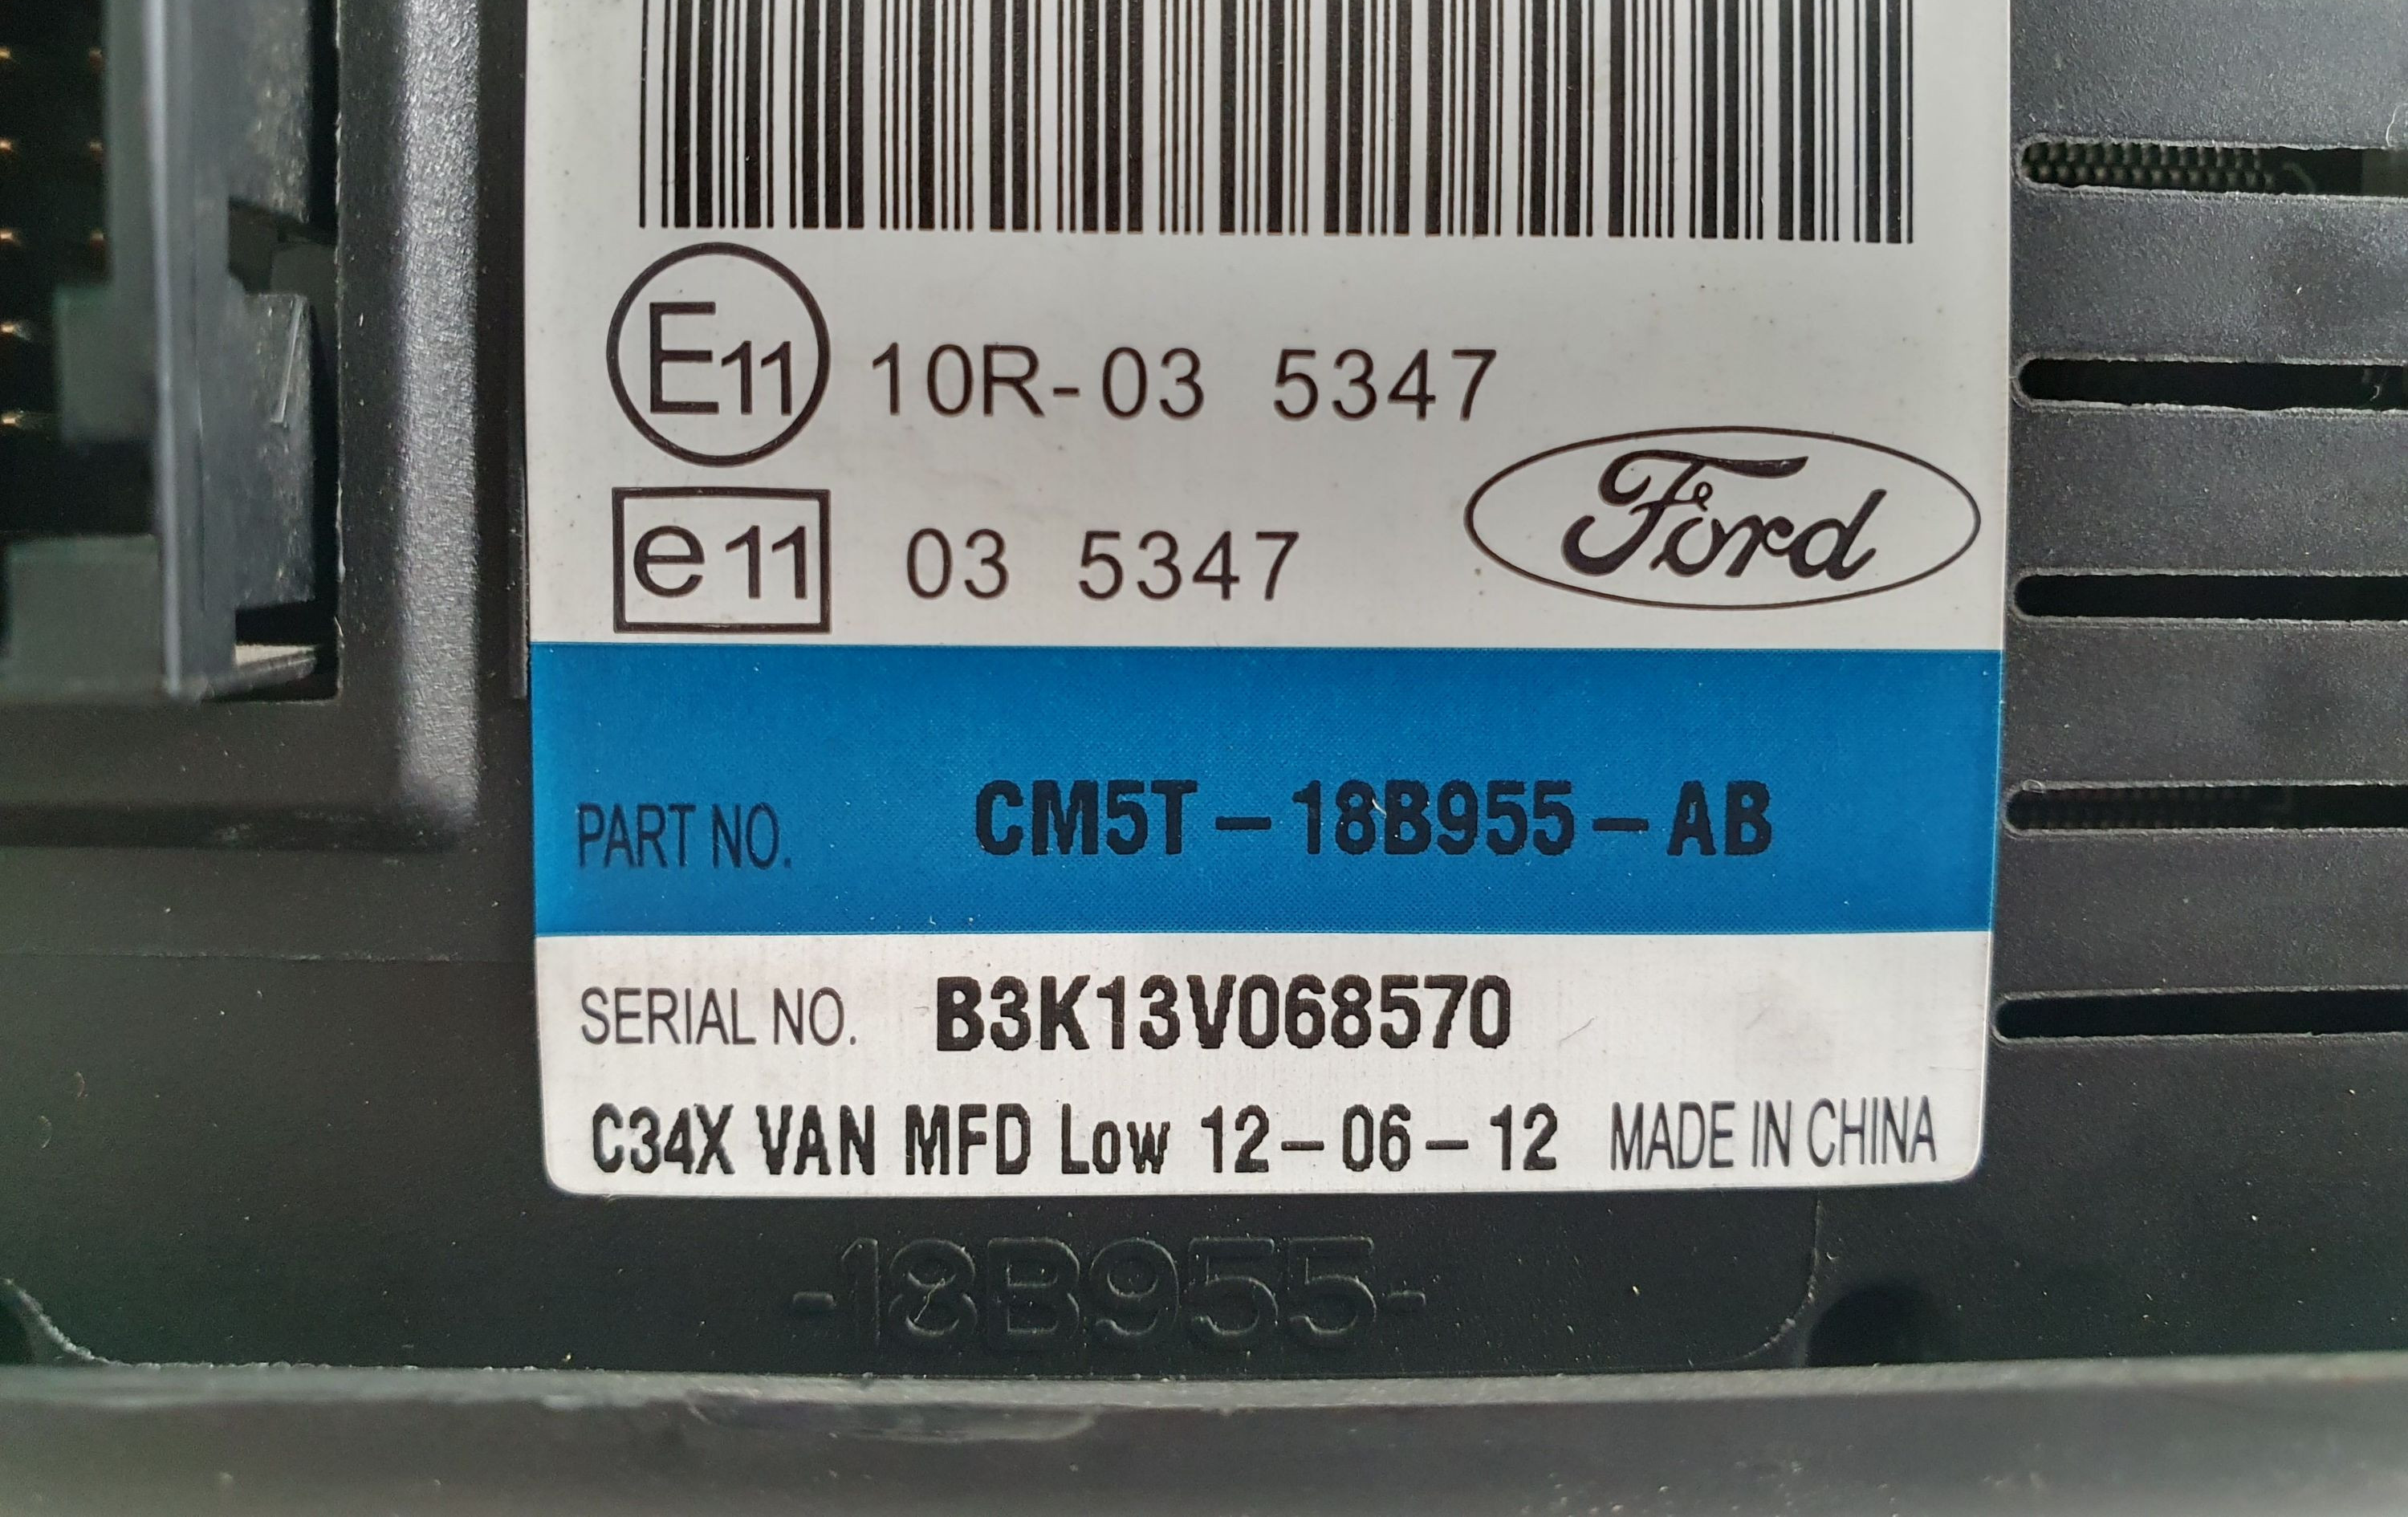 E11 10R-03 5347
Ford
e11 03 5347
PART NO. CM5T-18B955-AB
SERIAL NO. B3K13V068570
C34X VAN MFD Low 12-06-12 MADE IN CHINA
-18B955-